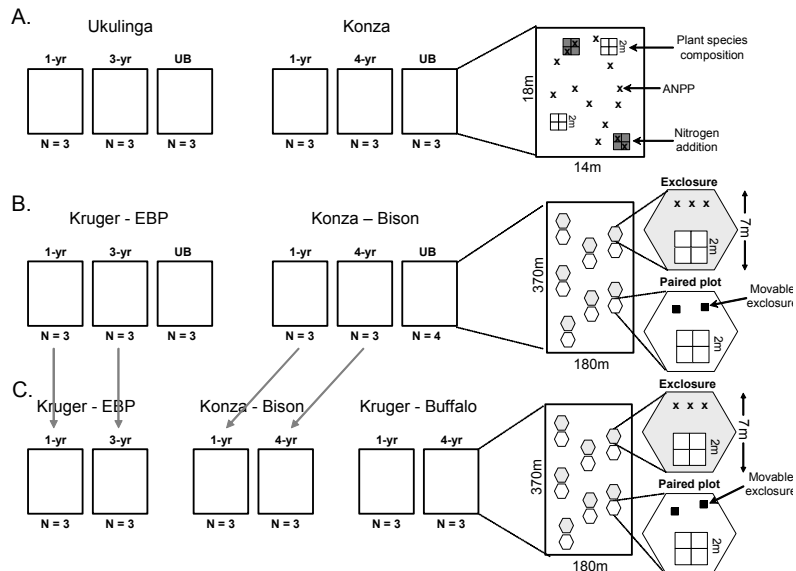 A.
Ukulinga
Konza
1-yr
3-yr
UB
1-yr
4-yr
UB
N = 3
N = 3
N = 3
N = 3
N = 3
N = 3
18m
14m
x
x
x
x
x
x
x
x
x
x
x
x
x
x
2m
2m
Plant species
composition
ANPP
Nitrogen
addition
B.
Kruger - EBP
Konza – Bison
1-yr
3-yr
UB
1-yr
4-yr
UB
N = 3
N = 3
N = 3
N = 3
N = 3
N = 4
370m
180m
Exclosure
x x x
2m
7m
Paired plot
2m
Movable
exclosure
C.
Kruger - EBP
Konza - Bison
Kruger - Buffalo
1-yr
3-yr
1-yr
4-yr
1-yr
4-yr
N = 3
N = 3
N = 3
N = 3
N = 3
N = 3
370m
180m
Exclosure
x x x
2m
7m
Paired plot
2m
Movable
exclosure